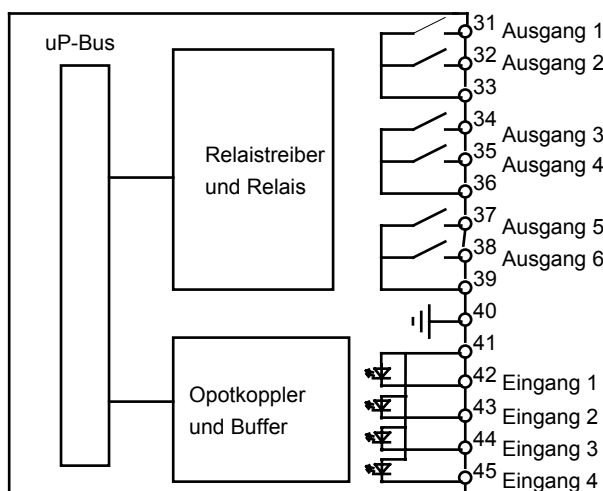 uP-Bus
Relaistreiber
und Relais
Opotkoppler
und Buffer
31 Ausgang 1
32 Ausgang 2
33
34
Ausgang 3
35
Ausgang 4
36
37
Ausgang 5
38
Ausgang 6
39
40
41
42 Eingang 1
43 Eingang 2
44 Eingang 3
45 Eingang 4